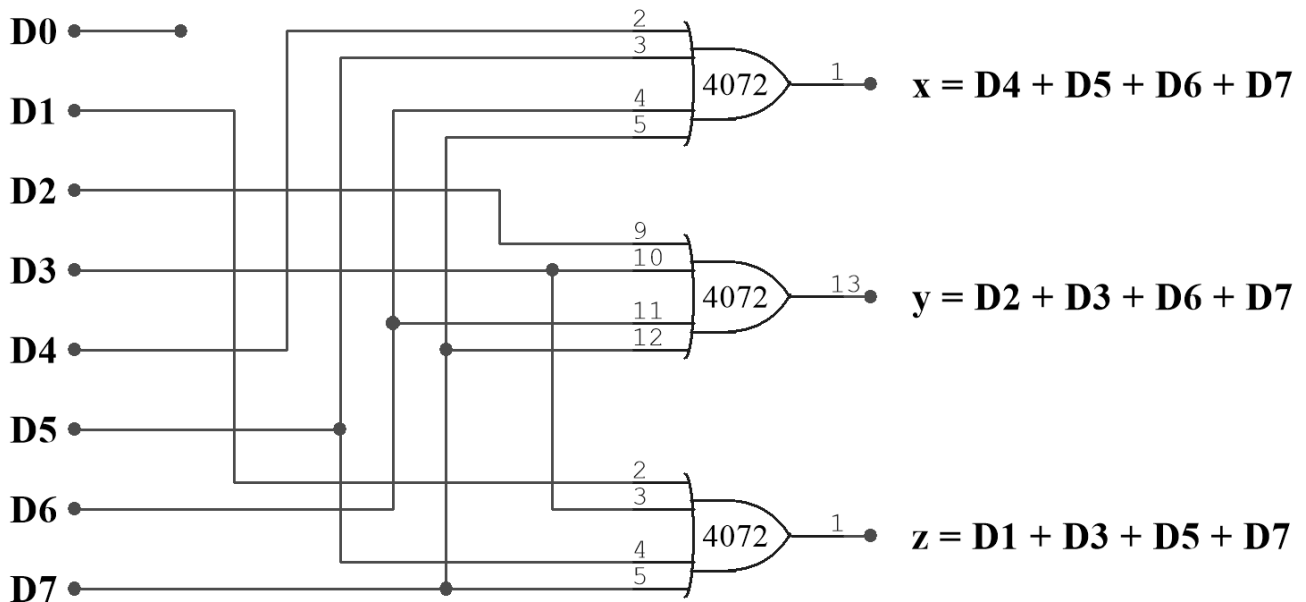 D0
2
3
4072
1
x = D4 + D5 + D6 + D7
D1
4
5
D2
9
D3
10
4072
13
y = D2 + D3 + D6 + D7
11
12
D4
D5
2
D6
3
4072
1
z = D1 + D3 + D5 + D7
4
5
D7